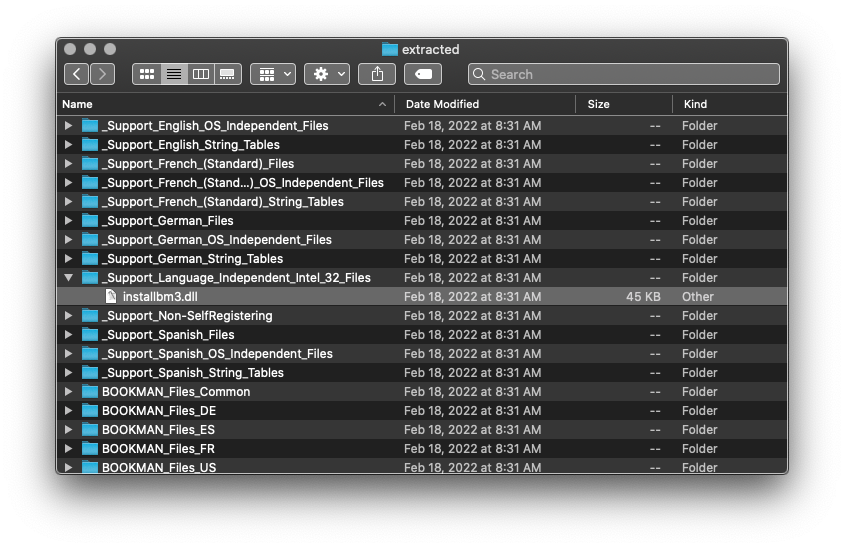 extracted
Search
Name Date Modified Size Kind
_Support_English_OS_Independent_Files Feb 18, 2022 at 8:31 AM -- Folder
_Support_English_String_Tables Feb 18, 2022 at 8:31 AM -- Folder
_Support_French_(Standard)_Files Feb 18, 2022 at 8:31 AM -- Folder
_Support_French_(Stand...)_OS_Independent_Files Feb 18, 2022 at 8:31 AM -- Folder
_Support_French_(Standard)_String_Tables Feb 18, 2022 at 8:31 AM -- Folder
_Support_German_Files Feb 18, 2022 at 8:31 AM -- Folder
_Support_German_OS_Independent_Files Feb 18, 2022 at 8:31 AM -- Folder
_Support_German_String_Tables Feb 18, 2022 at 8:31 AM -- Folder
_Support_Language_Independent_Intel_32_Files Feb 18, 2022 at 8:31 AM -- Folder
installbm3.dll Feb 18, 2022 at 8:31 AM 45 KB Other
_Support_Non-SelfRegistering Feb 18, 2022 at 8:31 AM -- Folder
_Support_Spanish_Files Feb 18, 2022 at 8:31 AM -- Folder
_Support_Spanish_OS_Independent_Files Feb 18, 2022 at 8:31 AM -- Folder
_Support_Spanish_String_Tables Feb 18, 2022 at 8:31 AM -- Folder
BOOKMAN_Files_Common Feb 18, 2022 at 8:31 AM -- Folder
BOOKMAN_Files_DE Feb 18, 2022 at 8:31 AM -- Folder
BOOKMAN_Files_ES Feb 18, 2022 at 8:31 AM -- Folder
BOOKMAN_Files_FR Feb 18, 2022 at 8:31 AM -- Folder
BOOKMAN_Files_US Feb 18, 2022 at 8:31 AM -- Folder